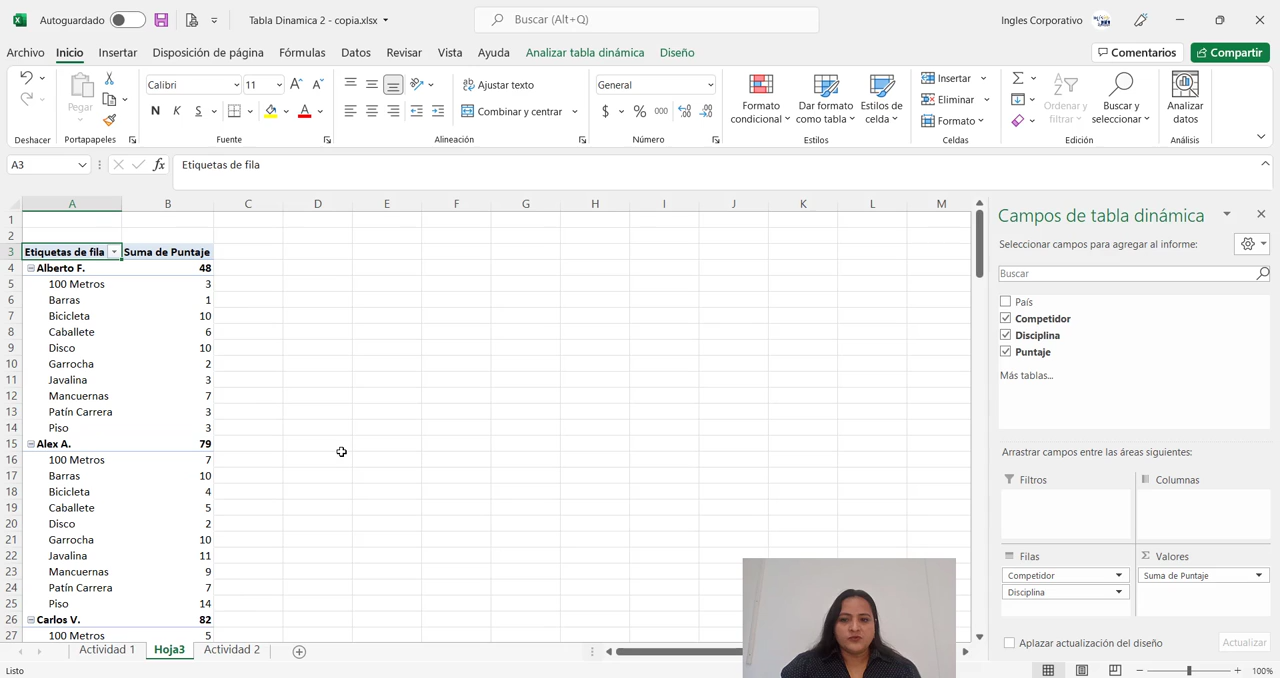 Autoguardado
Tabla Dinamica 2 - copia.xlsx
Buscar (Alt+Q)
Ingles Corporativo
Archivo Inicio Insertar Disposición de página Fórmulas Datos Revisar Vista Ayuda Analizar tabla dinámica Diseño
Comentarios Compartir
Pegar
Calibri 11
N K S
Ajustar texto
Combinar y centrar
General
$ % 000
Formato condicional
Dar formato como tabla
Estilos de celda
Insertar
Eliminar
Formato
Ordenar y filtrar
Buscar y seleccionar
Analizar datos
Deshacer Portapapeles Fuente Alineación Número Estilos Celdas Edición Análisis
A3 fx Etiquetas de fila
A B C D E F G H I J K L M
1
2
3 Etiquetas de fila Suma de Puntaje
4 Alberto F. 48
5 100 Metros 3
6 Barras 1
7 Bicicleta 10
8 Caballete 6
9 Disco 10
10 Garrocha 2
11 Javalina 3
12 Mancuernas 7
13 Patín Carrera 3
14 Piso 3
15 Alex A. 79
16 100 Metros 7
17 Barras 10
18 Bicicleta 4
19 Caballete 5
20 Disco 2
21 Garrocha 10
22 Javalina 11
23 Mancuernas 9
24 Patín Carrera 7
25 Piso 14
26 Carlos V. 82
27 100 Metros 5
Campos de tabla dinámica
Seleccionar campos para agregar al informe:
Buscar
País
Competidor
Disciplina
Puntaje
Más tablas...
Arrastrar campos entre las áreas siguientes:
Filtros Columnas
Filas Σ Valores
Competidor Suma de Puntaje
Disciplina
Aplazar actualización del diseño Actualizar
Actividad 1 Hoja3 Actividad 2
Listo
100%